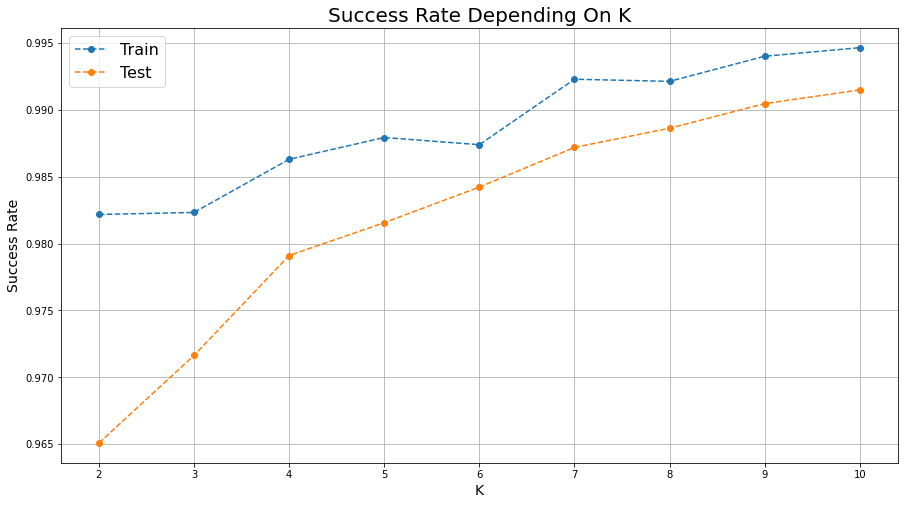 Success Rate Depending On K
Train
Test
0.995
0.990
0.985
0.980
0.975
0.970
0.965
Success Rate
2 3 4 5 6 7 8 9 10
K